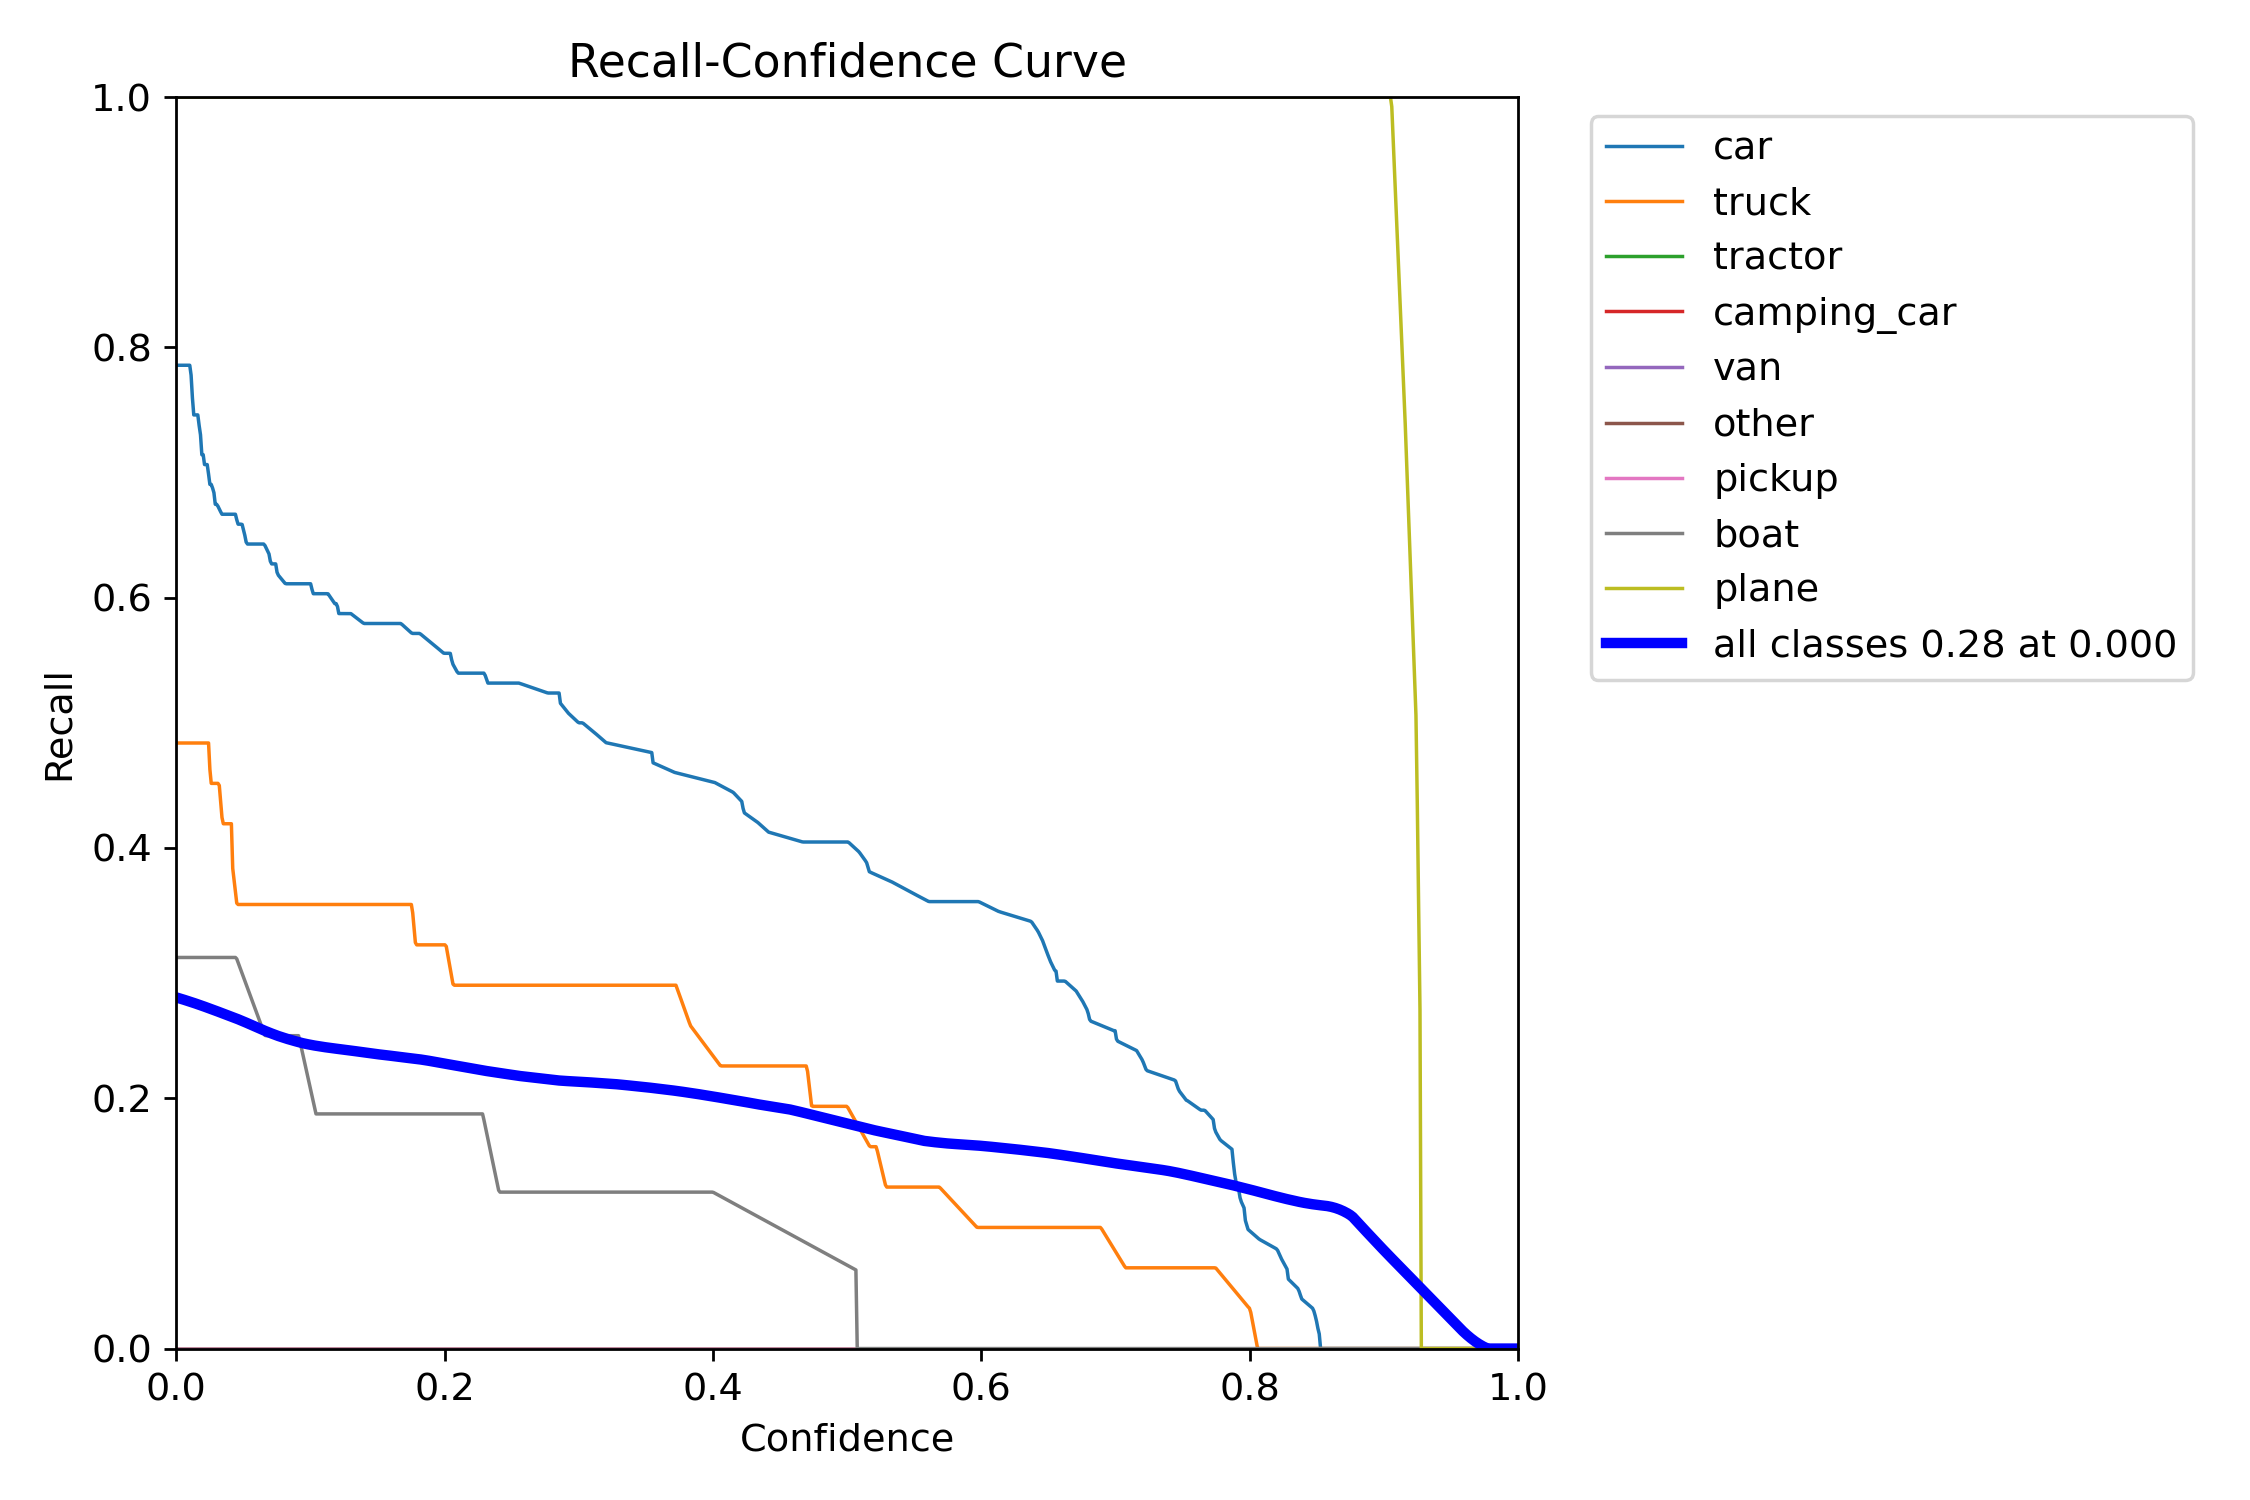 Recall-Confidence Curve
1.0
0.8
0.6
0.4
0.2
0.0
Recall
0.0 0.2 0.4 0.6 0.8 1.0
Confidence
car
truck
tractor
camping_car
van
other
pickup
boat
plane
all classes 0.28 at 0.000